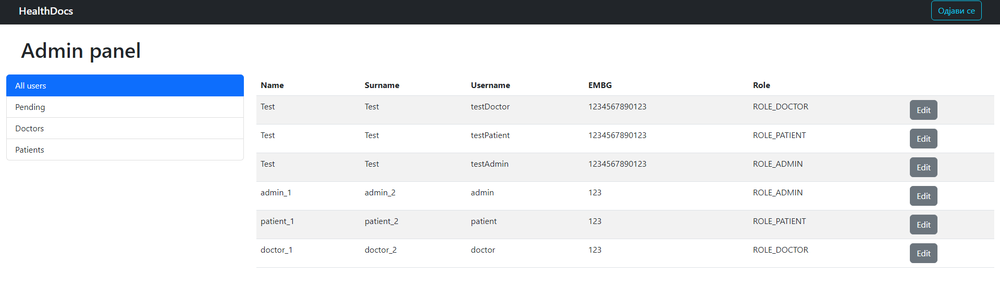 HealthDocs Одјави се
Admin panel
All users
Pending
Doctors
Patients
Name Surname Username EMBG Role
Test Test testDoctor 1234567890123 ROLE_DOCTOR Edit
Test Test testPatient 1234567890123 ROLE_PATIENT Edit
Test Test testAdmin 1234567890123 ROLE_ADMIN Edit
admin_1 admin_2 admin 123 ROLE_ADMIN Edit
patient_1 patient_2 patient 123 ROLE_PATIENT Edit
doctor_1 doctor_2 doctor 123 ROLE_DOCTOR Edit